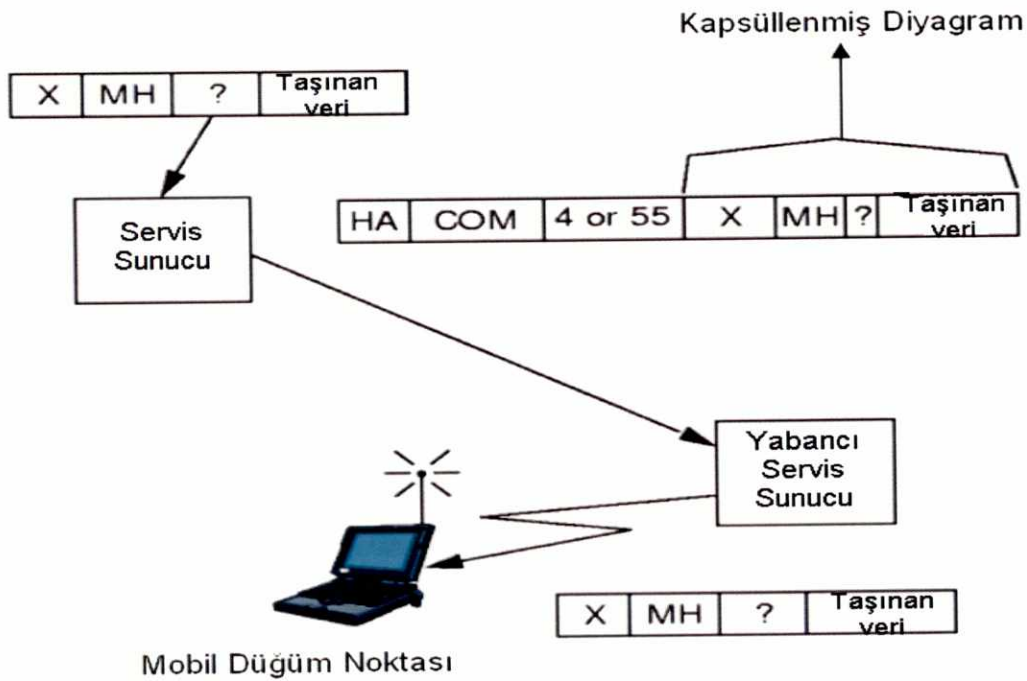 Kapsüllenmiş Diyagram
X MH ? Taşınan
veri
HA COM 4 or 55 X MH ? Taşınan
veri
Servis
Sunucu
Yabancı
Servis
Sunucu
X MH ? Taşınan
veri
Mobil Düğüm Noktası